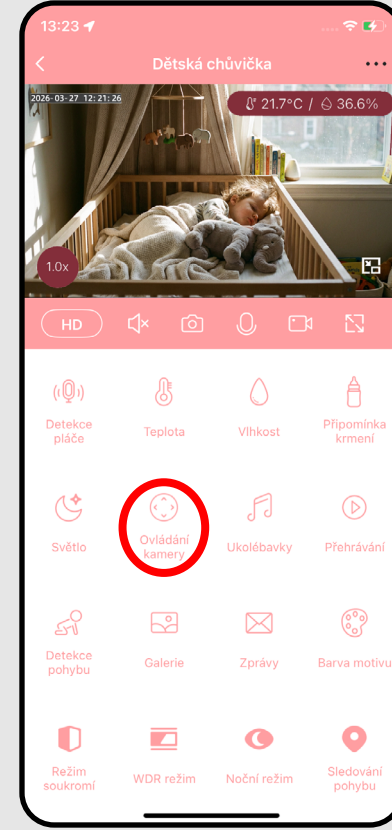 13:23
Dětská chůvička
2026-03-27 12:21:26
21.7°C / 36.6%
1.0x
HD
Detekce pláče
Teplota
Vlhkost
Připomínka krmení
Světlo
Ovládání kamery
Ukolébavky
Přehrávání
Detekce pohybu
Galerie
Zprávy
Barva motivu
Režim soukromí
WDR režim
Noční režim
Sledování pohybu